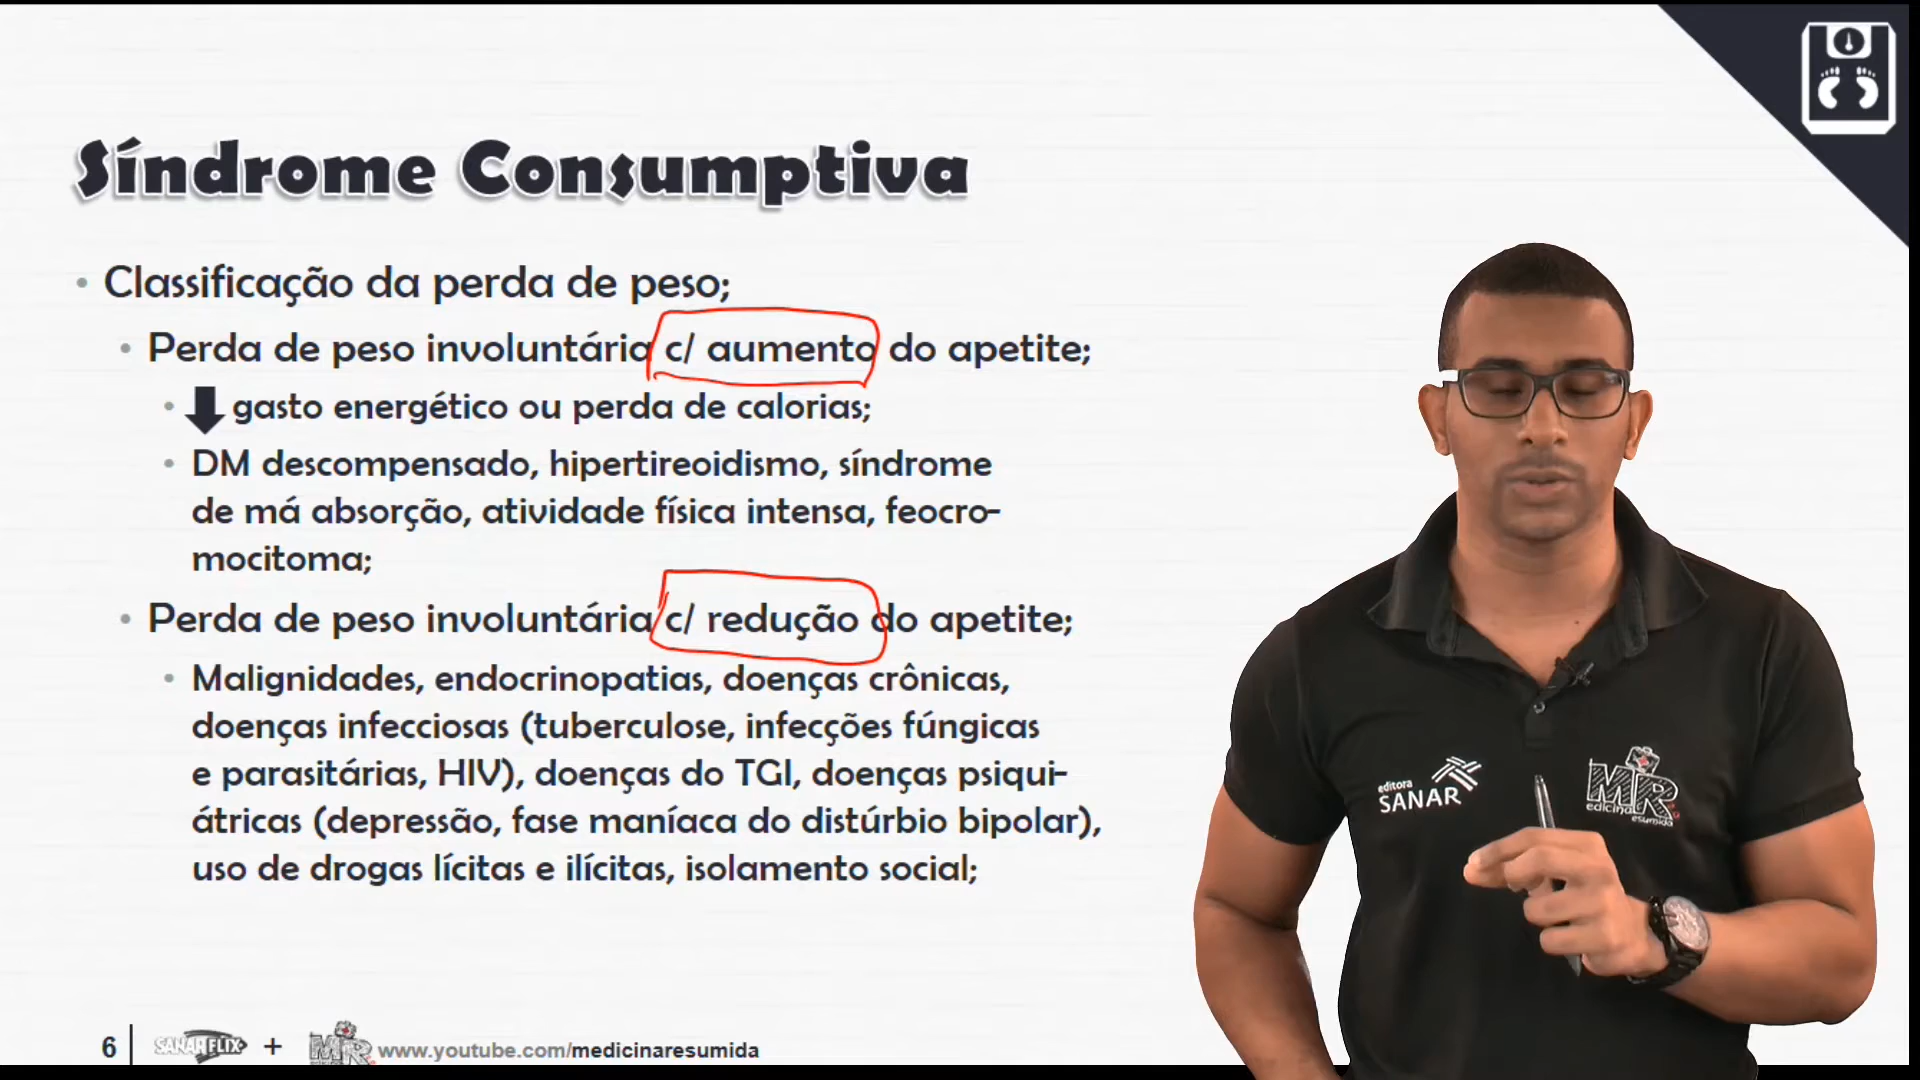 Síndrome Consumptiva
• Classificação da perda de peso;
• Perda de peso involuntária c/ aumento do apetite;
• ⬇ gasto energético ou perda de calorias;
• DM descompensado, hipertireoidismo, síndrome
de má absorção, atividade física intensa, feocro-
mocitoma;
• Perda de peso involuntária c/ redução do apetite;
• Malignidades, endocrinopatias, doenças crônicas,
doenças infecciosas (tuberculose, infecções fúngicas
e parasitárias, HIV), doenças do TGI, doenças psiqui-
átricas (depressão, fase maníaca do distúrbio bipolar),
uso de drogas lícitas e ilícitas, isolamento social;
editora
SANAR
MR
edicina
esumida
6 | SANARFLIX + MR www.youtube.com/medicinaresumida